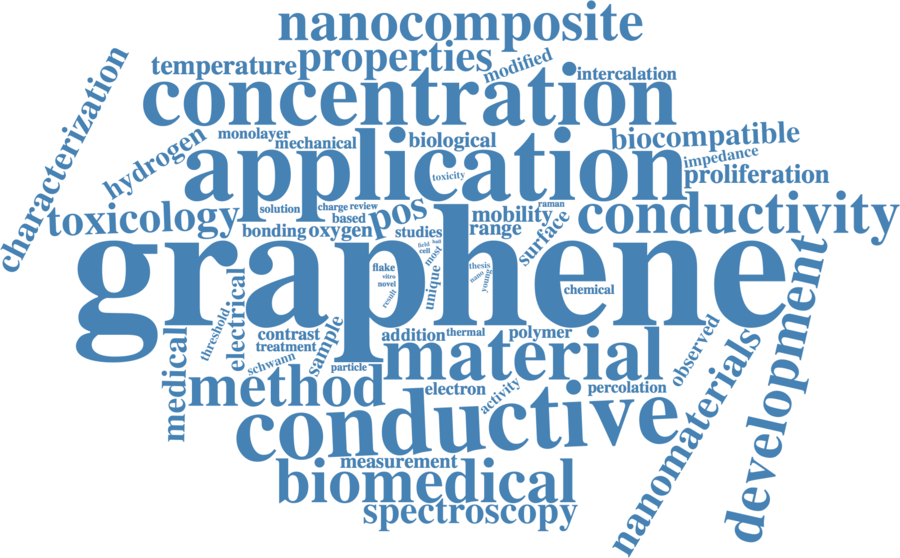 nanocomposite
properties
temperature
modified
intercalation
characterization
concentration
hydrogen
monolayer
mechanical
biological
biocompatible
application
impedance
toxicity
proliferation
toxicology
solution
charge review
based
pos
mobility
raman
surface
conductivity
bonding
oxygen
studies
range
graphene
field
hall
cell
most
unique
flake
vitro
novel
result
thesis
nano
young
chemical
development
electrical
threshold
medical
contrast
treatment
sample
schwann
particle
addition
thermal
polymer
material
observed
nanomaterials
method
electron
activity
percolation
conductive
measurement
biomedical
spectroscopy